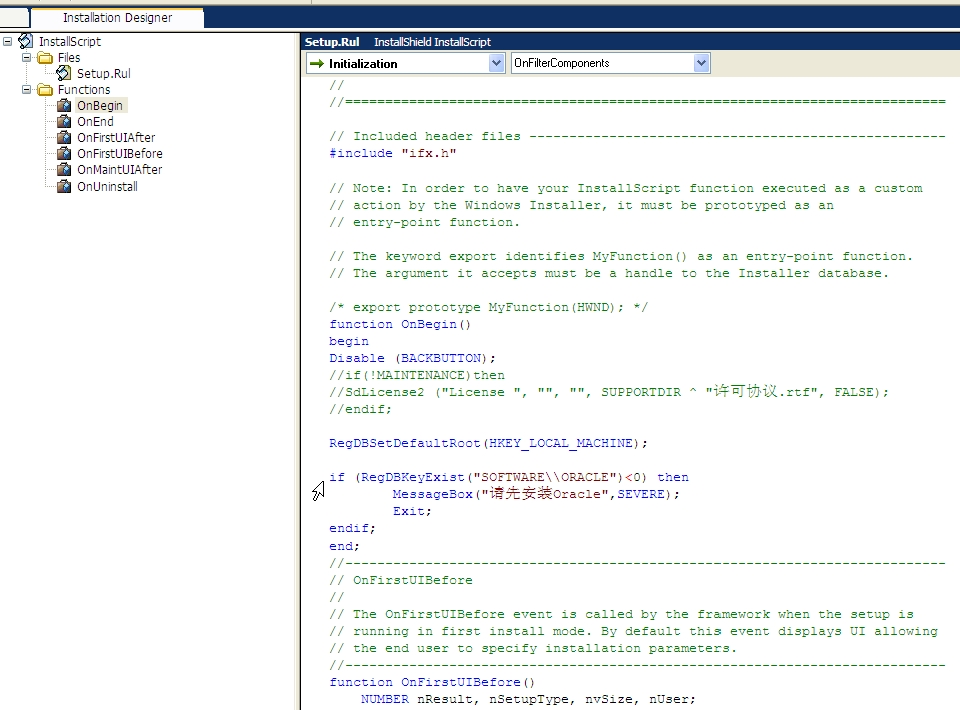 Installation Designer
InstallScript
Files
Setup.Rul
Functions
OnBegin
OnEnd
OnFirstUIAfter
OnFirstUIBefore
OnMaintUIAfter
OnUninstall
Setup.Rul InstallShield InstallScript
Initialization OnFilterComponents
//
//===========================================================================
// Included header files ----------------------------------------------------
#include "ifx.h"
// Note: In order to have your InstallScript function executed as a custom
// action by the Windows Installer, it must be prototyped as an
// entry-point function.
// The keyword export identifies MyFunction() as an entry-point function.
// The argument it accepts must be a handle to the Installer database.
/* export prototype MyFunction(HWND); */
function OnBegin()
begin
Disable (BACKBUTTON);
//if(!MAINTENANCE)then
//SdLicense2 ("License ", "", "", SUPPORTDIR ^ "许可协议.rtf", FALSE);
//endif;
RegDBSetDefaultRoot(HKEY_LOCAL_MACHINE);
if (RegDBKeyExist("SOFTWARE\\ORACLE")<0) then
MessageBox("请先安装Oracle",SEVERE);
Exit;
endif;
end;
//---------------------------------------------------------------------------
// OnFirstUIBefore
//
// The OnFirstUIBefore event is called by the framework when the setup is
// running in first install mode. By default this event displays UI allowing
// the end user to specify installation parameters.
//---------------------------------------------------------------------------
function OnFirstUIBefore()
NUMBER nResult, nSetupType, nvSize, nUser;